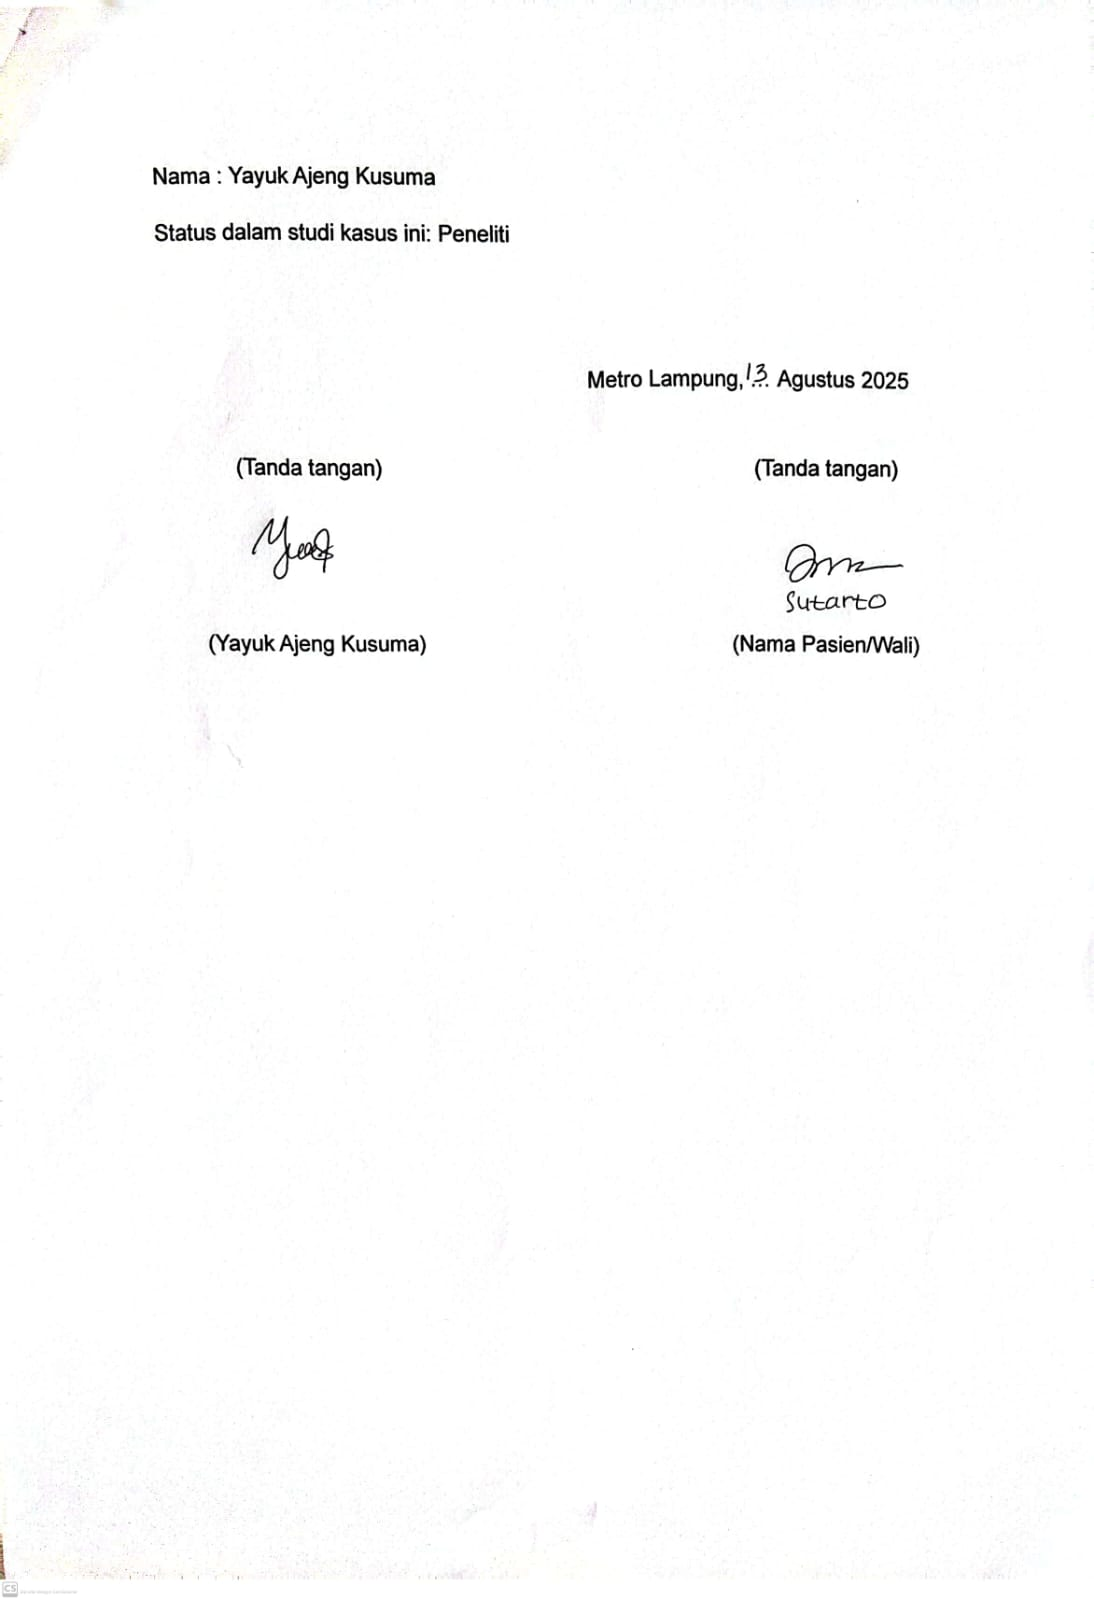 Nama : Yayuk Ajeng Kusuma
Status dalam studi kasus ini: Peneliti
Metro Lampung, 13... Agustus 2025
(Tanda tangan) (Tanda tangan)
Sutarto
(Yayuk Ajeng Kusuma) (Nama Pasien/Wali)
CS